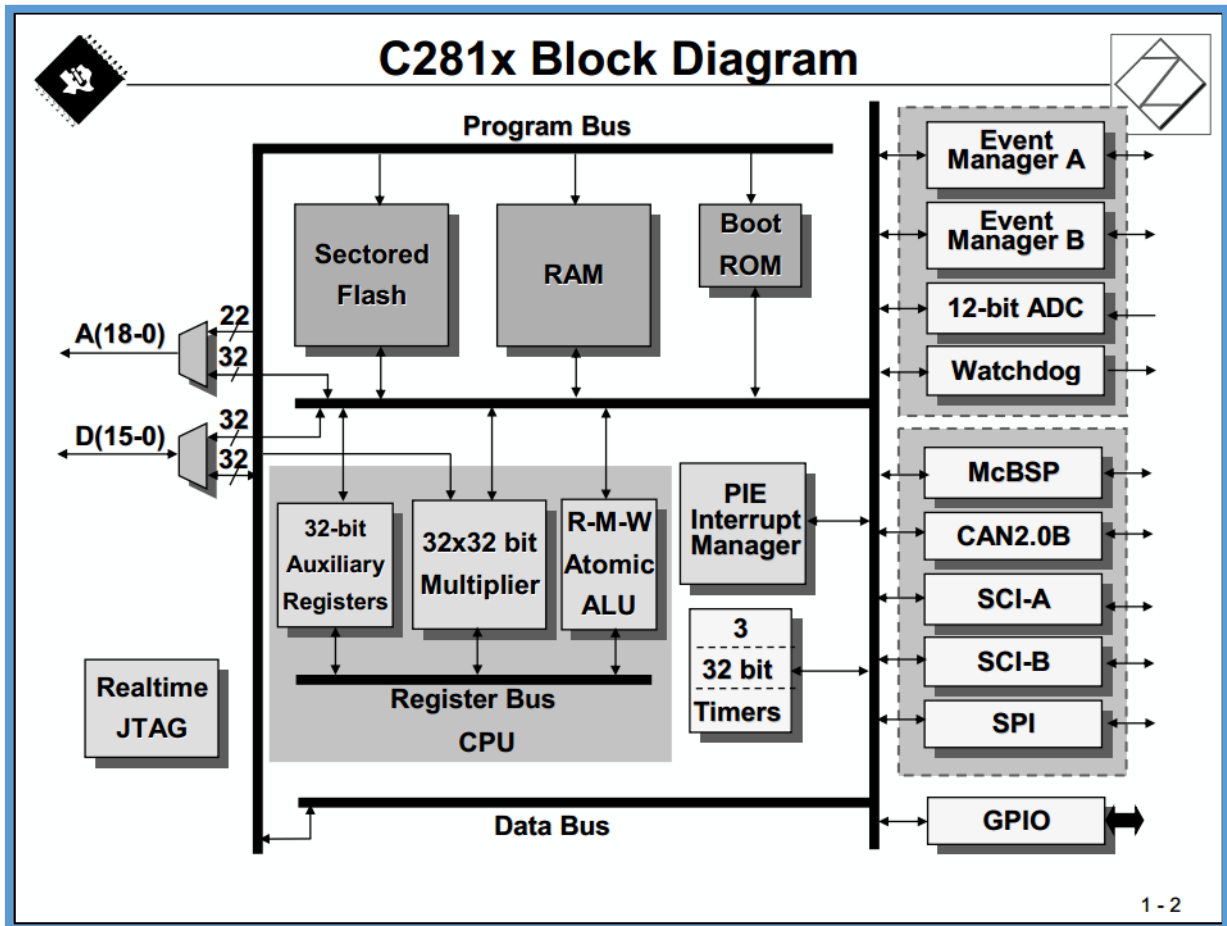 C281x Block Diagram
Program Bus
Sectored
Flash
RAM
Boot
ROM
A(18-0)
22
32
D(15-0)
32
32
32-bit
Auxiliary
Registers
32x32 bit
Multiplier
R-M-W
Atomic
ALU
Register Bus
CPU
PIE
Interrupt
Manager
3
32 bit
Timers
Realtime
JTAG
Data Bus
Event
Manager A
Event
Manager B
12-bit ADC
Watchdog
McBSP
CAN2.0B
SCI-A
SCI-B
SPI
GPIO
1 - 2